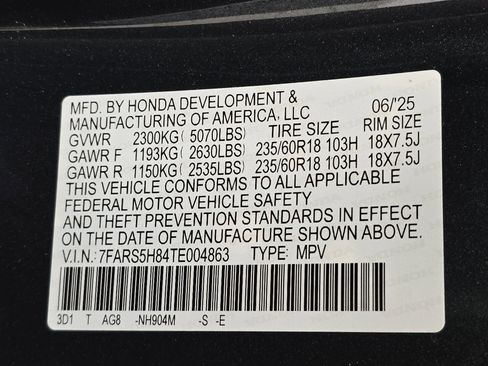 MFD. BY HONDA DEVELOPMENT &
MANUFACTURING OF AMERICA, LLC 06/'25
GVWR 2300KG( 5070LBS) TIRE SIZE RIM SIZE
GAWR F 1193KG( 2630LBS) 235/60R18 103H 18X7.5J
GAWR R 1150KG( 2535LBS) 235/60R18 103H 18X7.5J
THIS VEHICLE CONFORMS TO ALL APPLICABLE
FEDERAL MOTOR VEHICLE SAFETY
AND THEFT PREVENTION STANDARDS IN EFFECT
ON THE DATE OF MANUFACTURE SHOWN ABOVE.
V.I.N.: 7FARS5H84TE004863 TYPE: MPV
3D1 T AG8 -NH904M -S -E